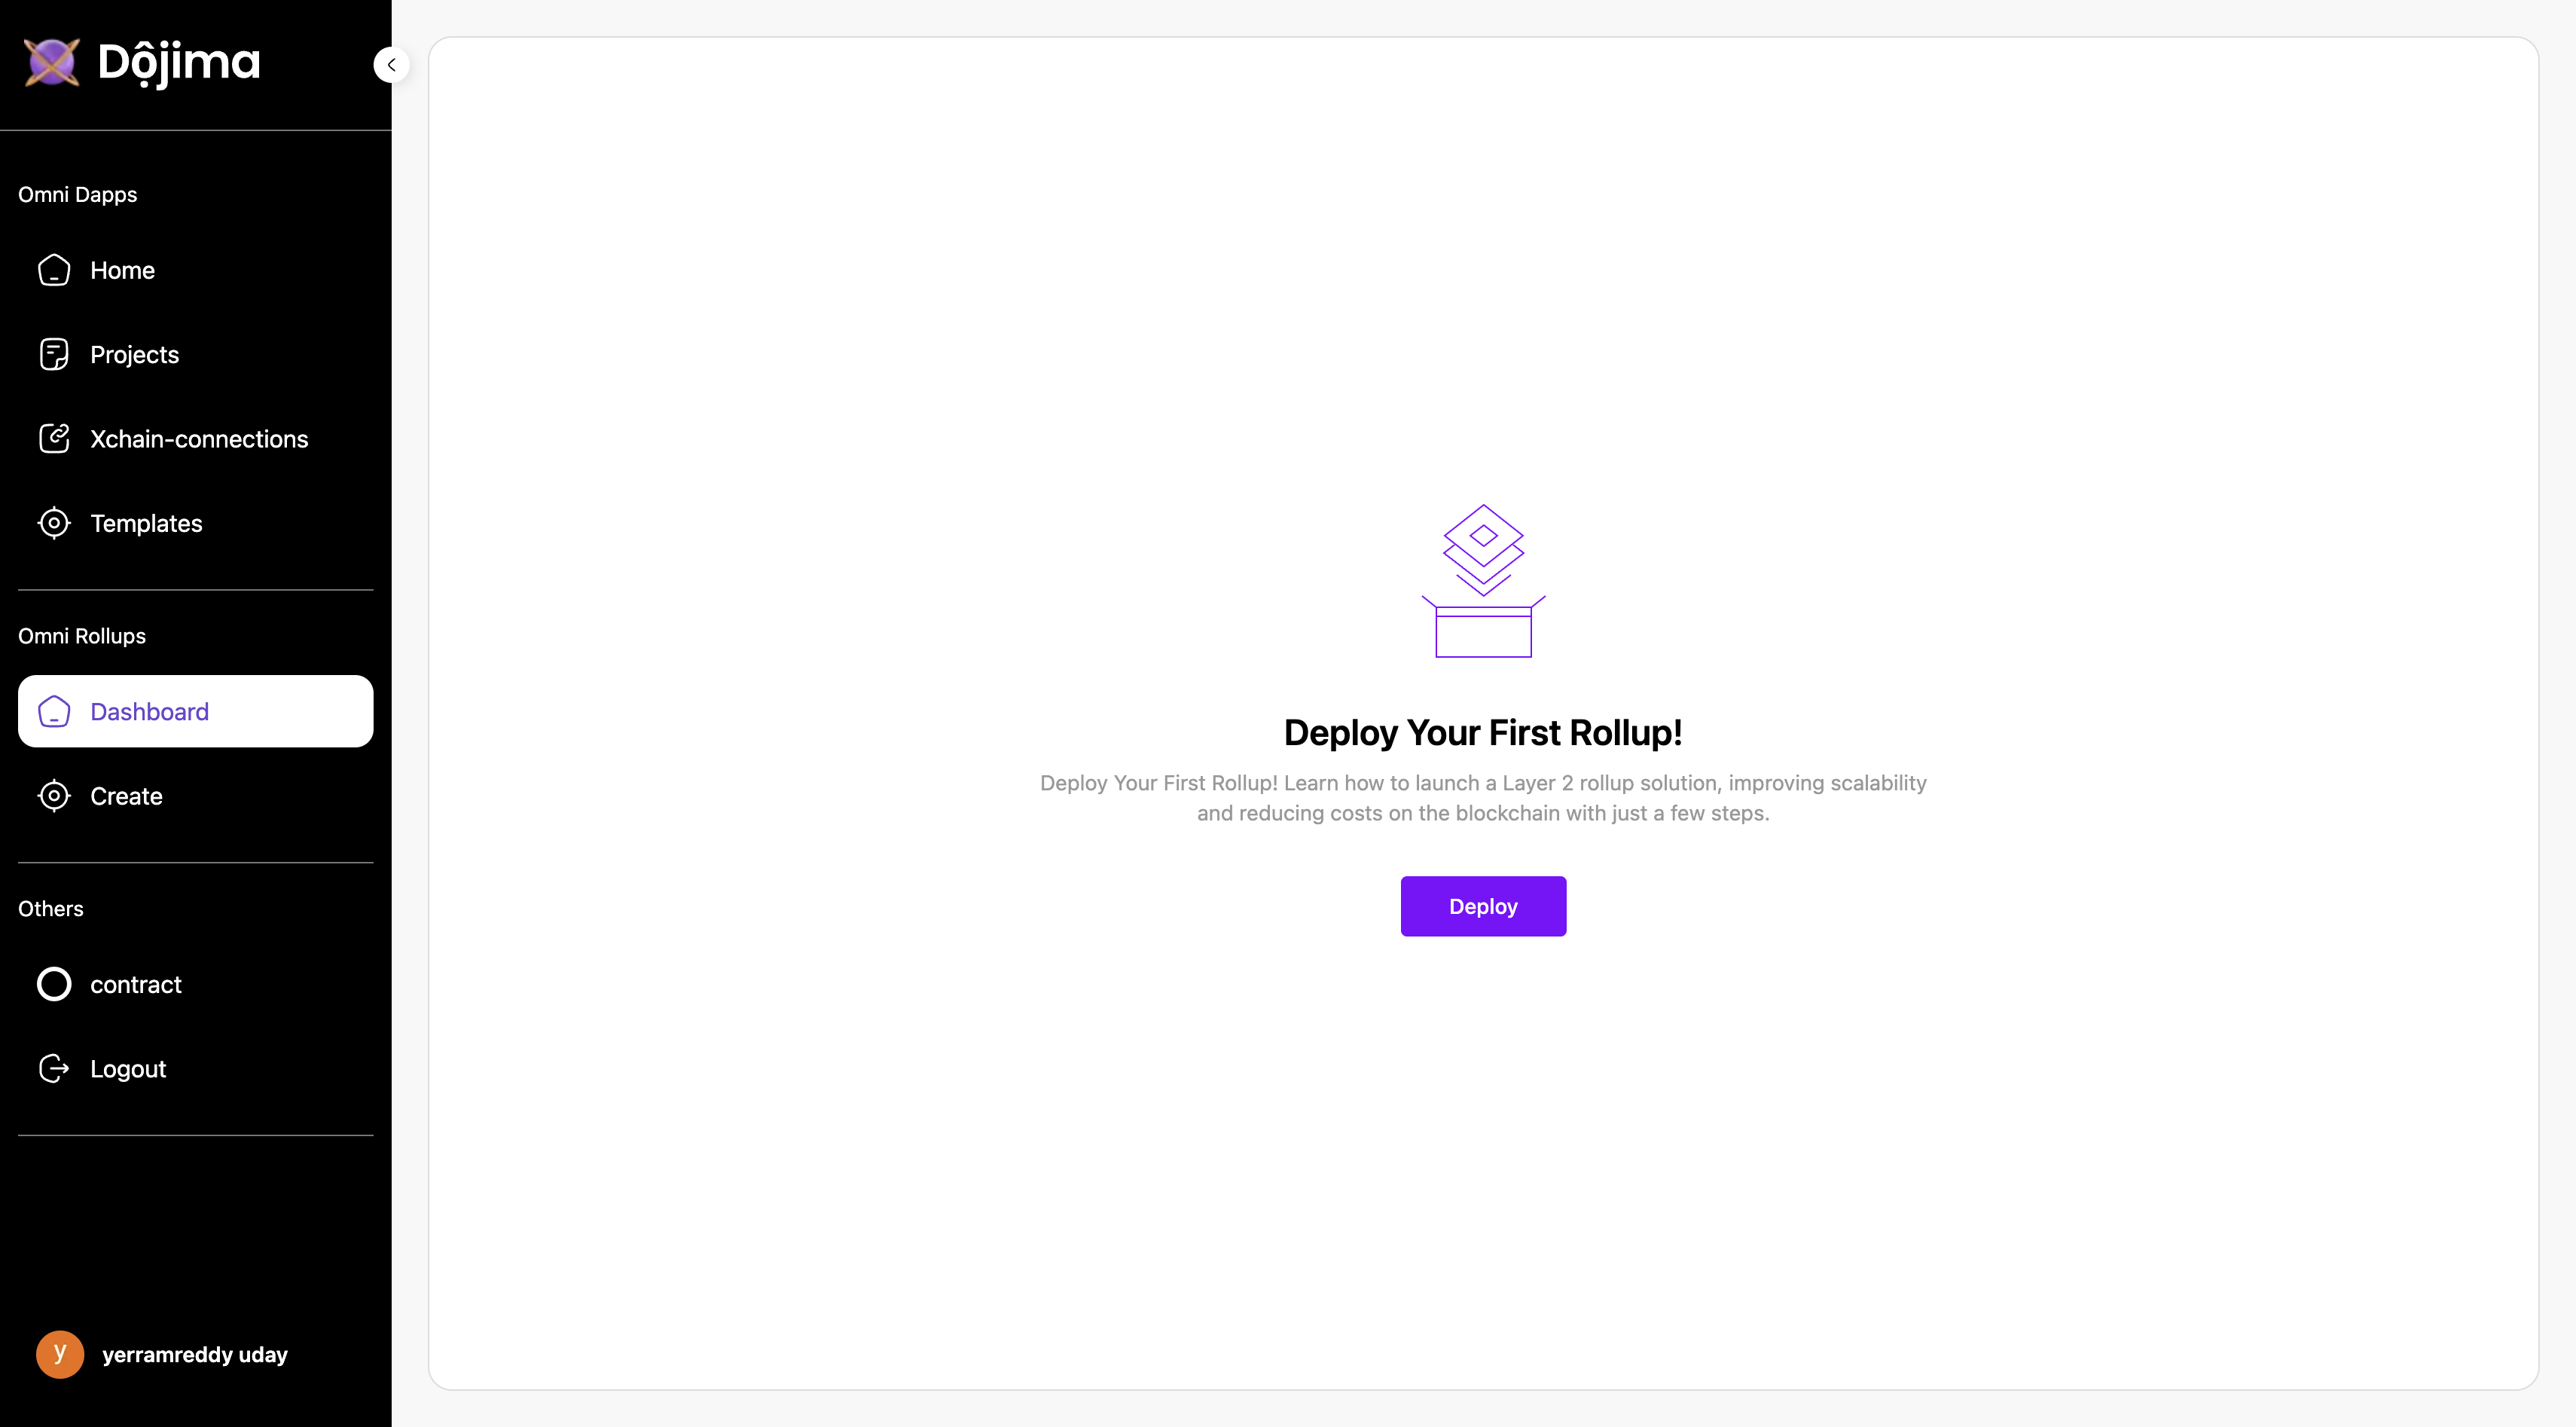 Dộjima
Omni Dapps
Home
Projects
Xchain-connections
Templates
Omni Rollups
Dashboard
Create
Others
contract
Logout
y
yerramreddy uday
Deploy Your First Rollup!
Deploy Your First Rollup! Learn how to launch a Layer 2 rollup solution, improving scalability
and reducing costs on the blockchain with just a few steps.
Deploy